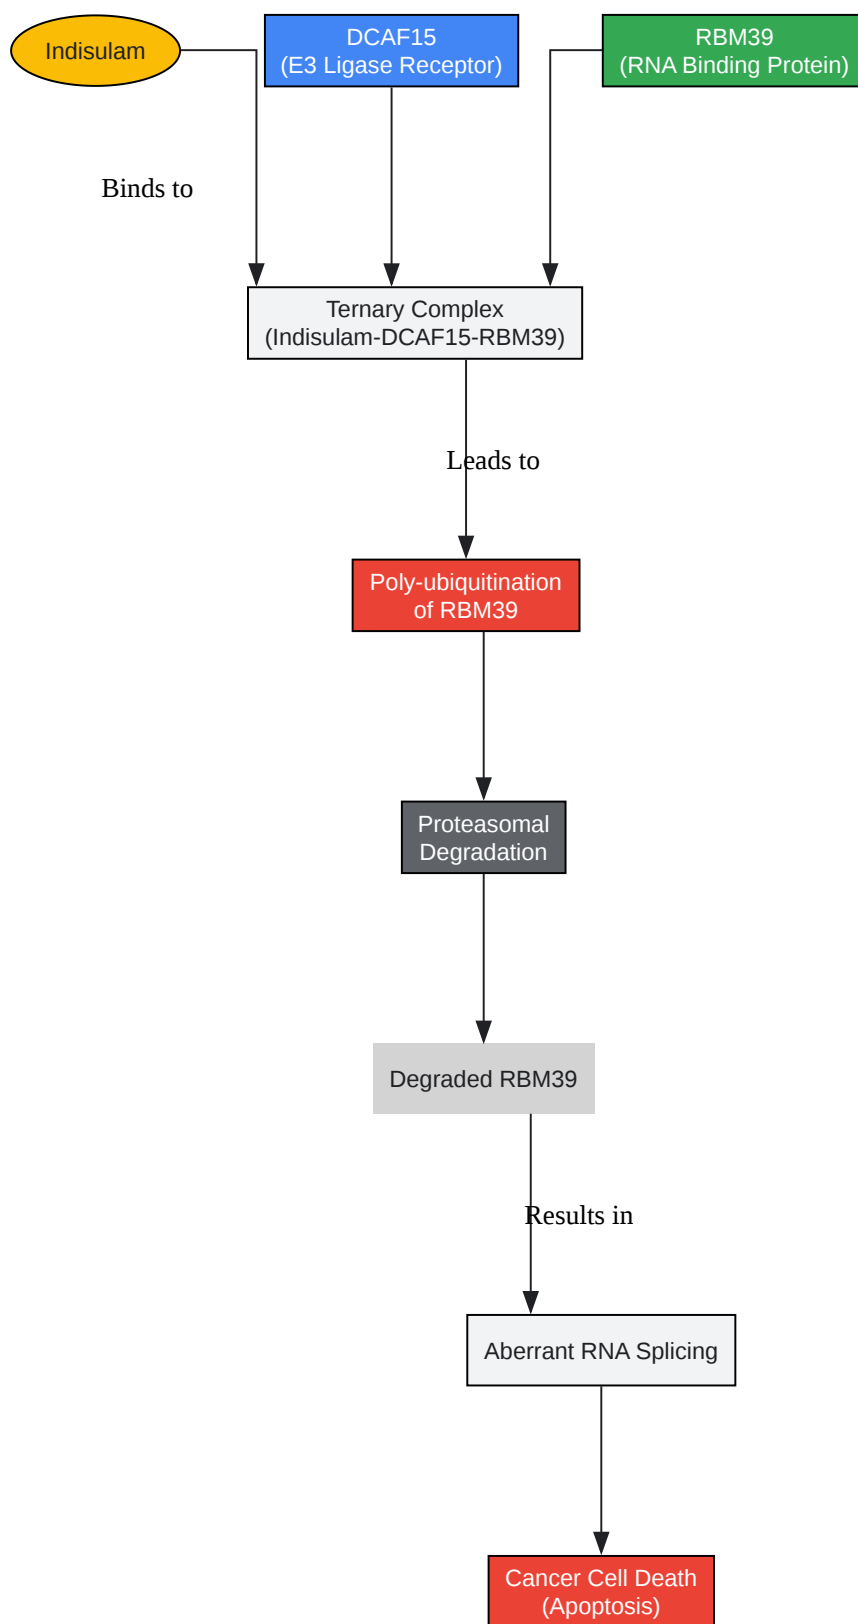 Indisulam
DCAF15
(E3 Ligase Receptor)
RBM39
(RNA Binding Protein)
Binds to
Ternary Complex
(Indisulam-DCAF15-RBM39)
Leads to
Poly-ubiquitination
of RBM39
Proteasomal
Degradation
Degraded RBM39
Results in
Aberrant RNA Splicing
Cancer Cell Death
(Apoptosis)